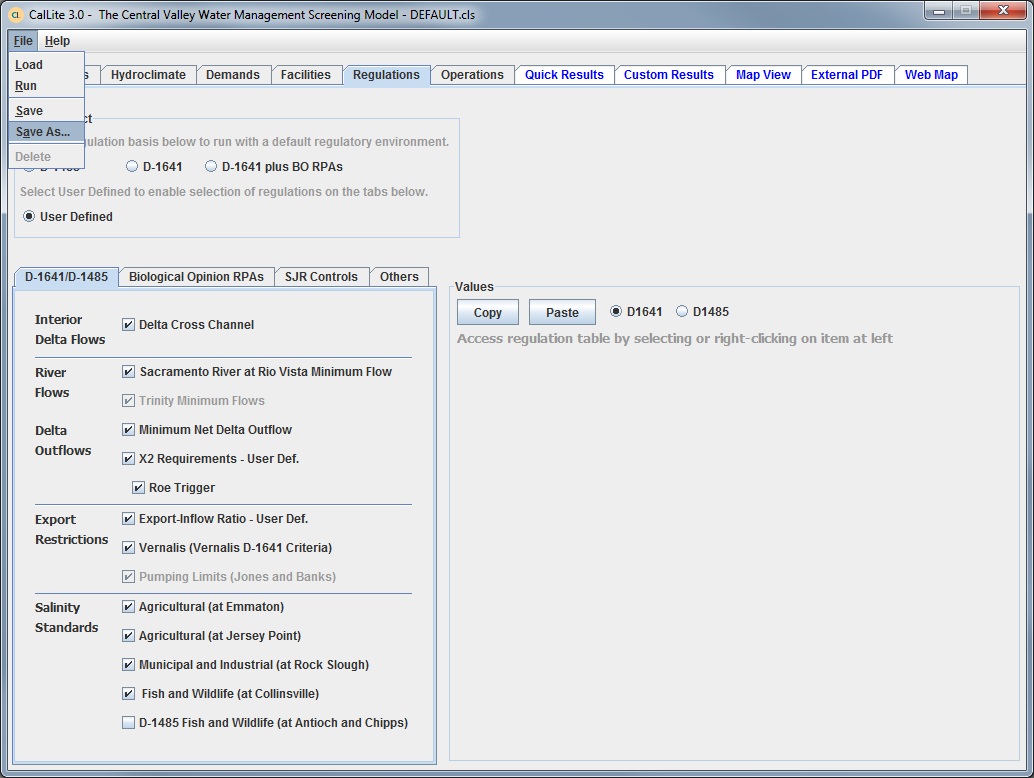 CL CalLite 3.0 - The Central Valley Water Management Screening Model - DEFAULT.cls
File Help
Load
Run
Save
Save As...
Delete
s Hydroclimate Demands Facilities Regulations Operations Quick Results Custom Results Map View External PDF Web Map
ct
gulation basis below to run with a default regulatory environment.
D-1641 D-1641 plus BO RPAs
Select User Defined to enable selection of regulations on the tabs below.
User Defined
D-1641/D-1485 Biological Opinion RPAs SJR Controls Others
Interior
Delta Flows
Delta Cross Channel
River
Flows
Sacramento River at Rio Vista Minimum Flow
Trinity Minimum Flows
Delta
Outflows
Minimum Net Delta Outflow
X2 Requirements - User Def.
Roe Trigger
Export
Restrictions
Export-Inflow Ratio - User Def.
Vernalis (Vernalis D-1641 Criteria)
Pumping Limits (Jones and Banks)
Salinity
Standards
Agricultural (at Emmaton)
Agricultural (at Jersey Point)
Municipal and Industrial (at Rock Slough)
Fish and Wildlife (at Collinsville)
D-1485 Fish and Wildlife (at Antioch and Chipps)
Values
Copy Paste D1641 D1485
Access regulation table by selecting or right-clicking on item at left